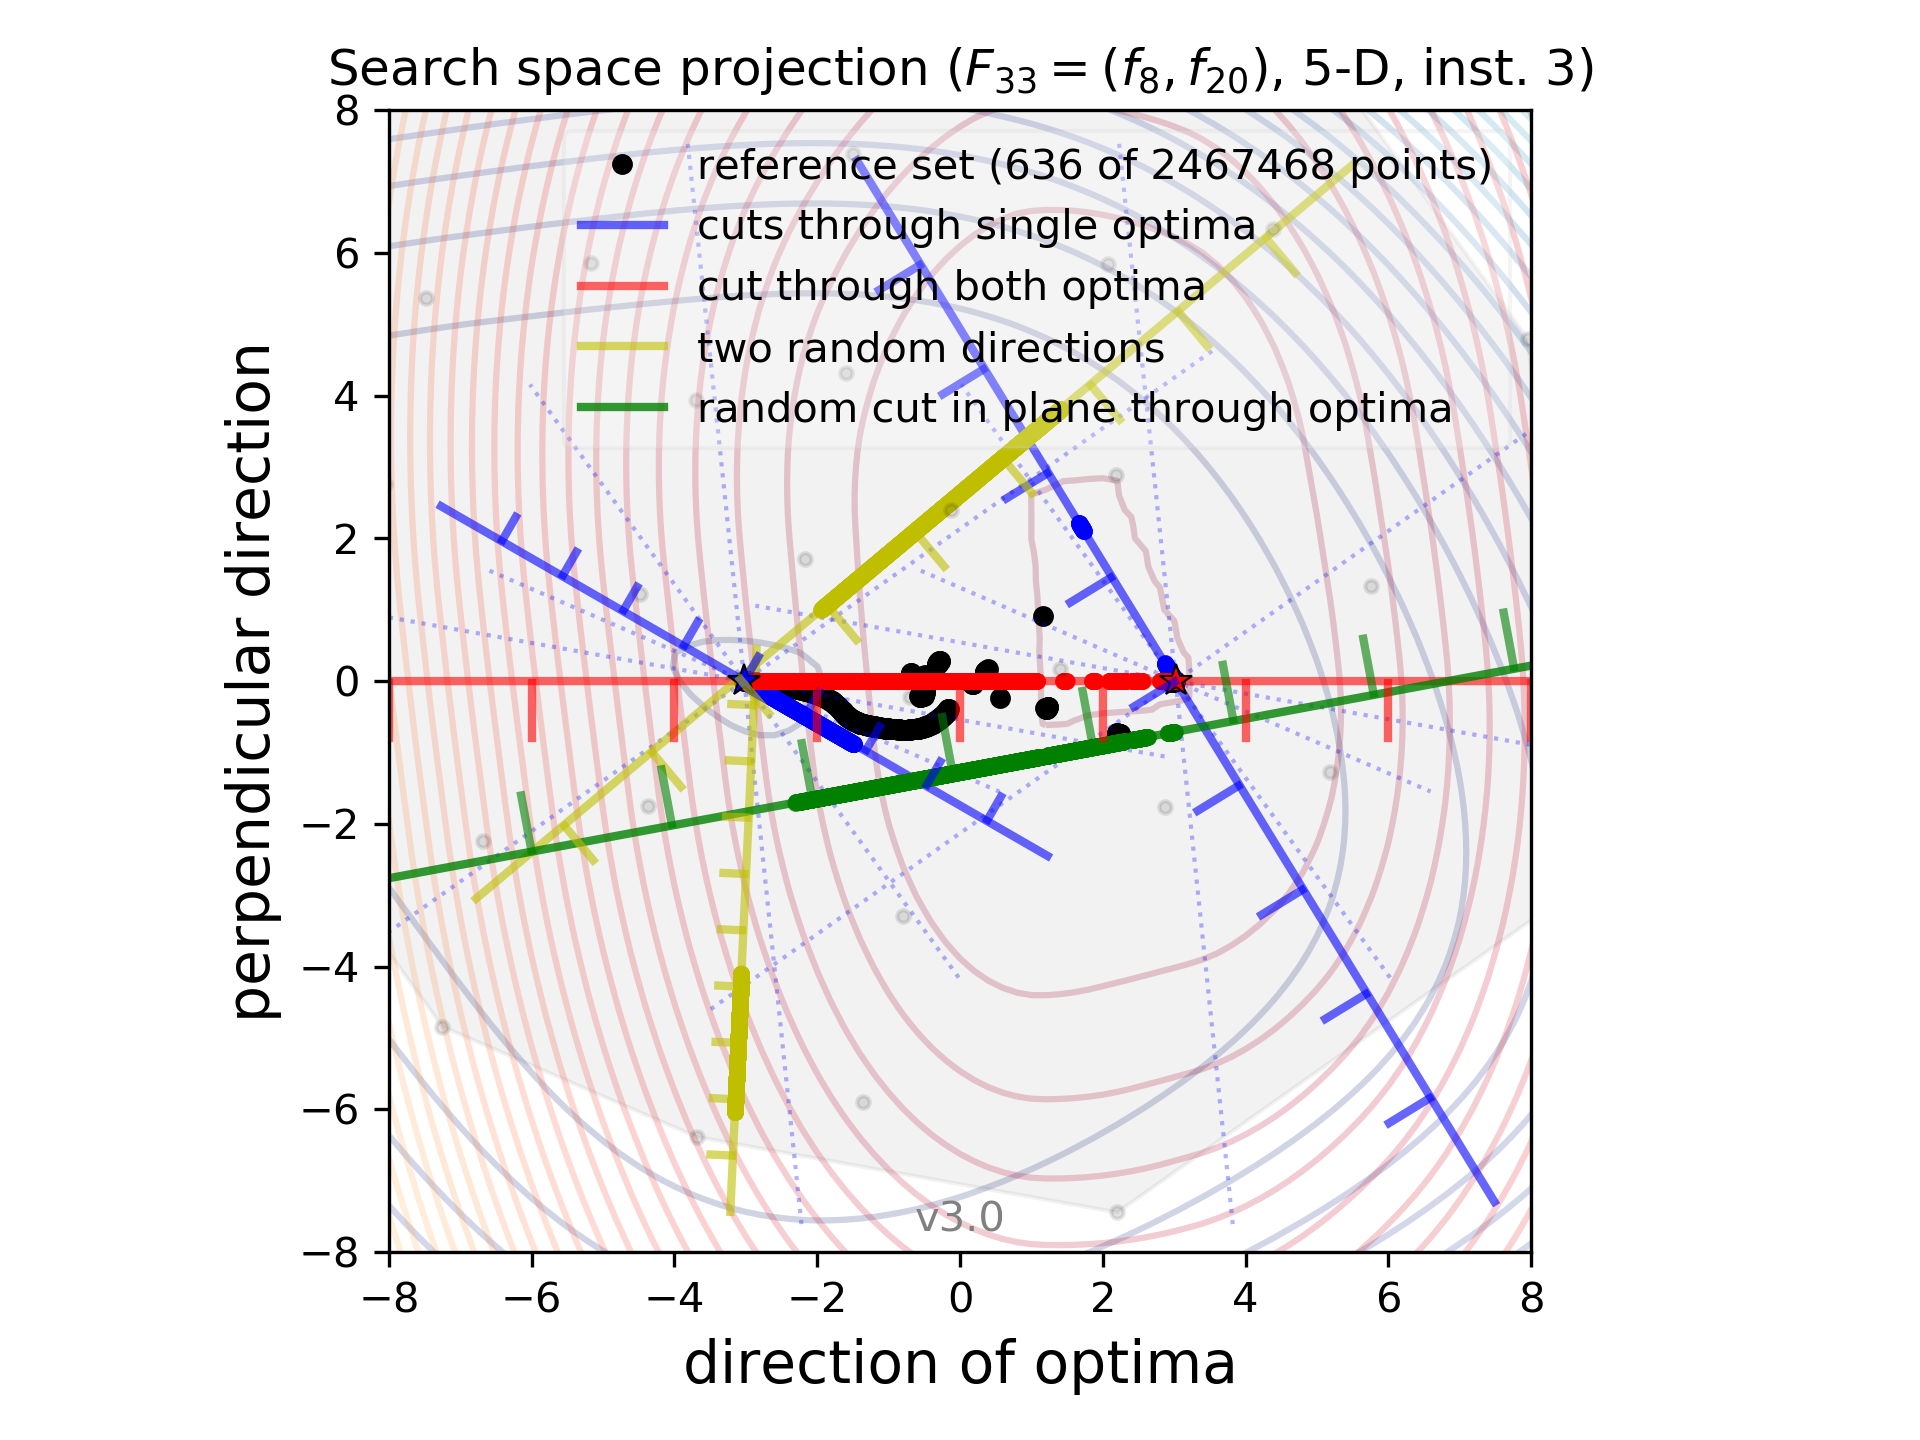 Search space projection (F₃₃ = (f₈, f₂₀), 5-D, inst. 3)
reference set (636 of 2467468 points)
cuts through single optima
cut through both optima
two random directions
random cut in plane through optima
8
6
4
2
0
−2
−4
−6
−8
perpendicular direction
v3.0
−8 −6 −4 −2 0 2 4 6 8
direction of optima